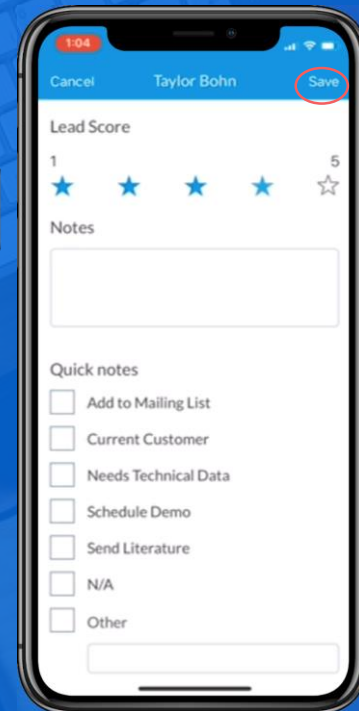 1:04
Cancel Taylor Bohn Save
Lead Score
1 5
Notes
Quick notes
Add to Mailing List
Current Customer
Needs Technical Data
Schedule Demo
Send Literature
N/A
Other